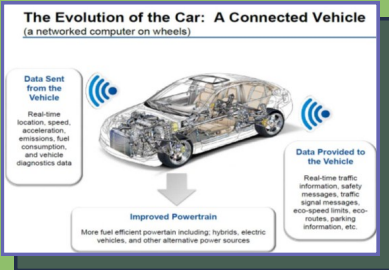 The Evolution of the Car: A Connected Vehicle
(a networked computer on wheels)
Data Sent
from the
Vehicle
Real-time
location, speed,
acceleration,
emissions, fuel
consumption,
and vehicle
diagnostics data
Data Provided to
the Vehicle
Real-time traffic
information, safety
messages, traffic
signal messages,
eco-speed limits, eco-
routes, parking
information, etc.
Improved Powertrain
More fuel efficient powertrain including; hybrids, electric
vehicles, and other alternative power sources